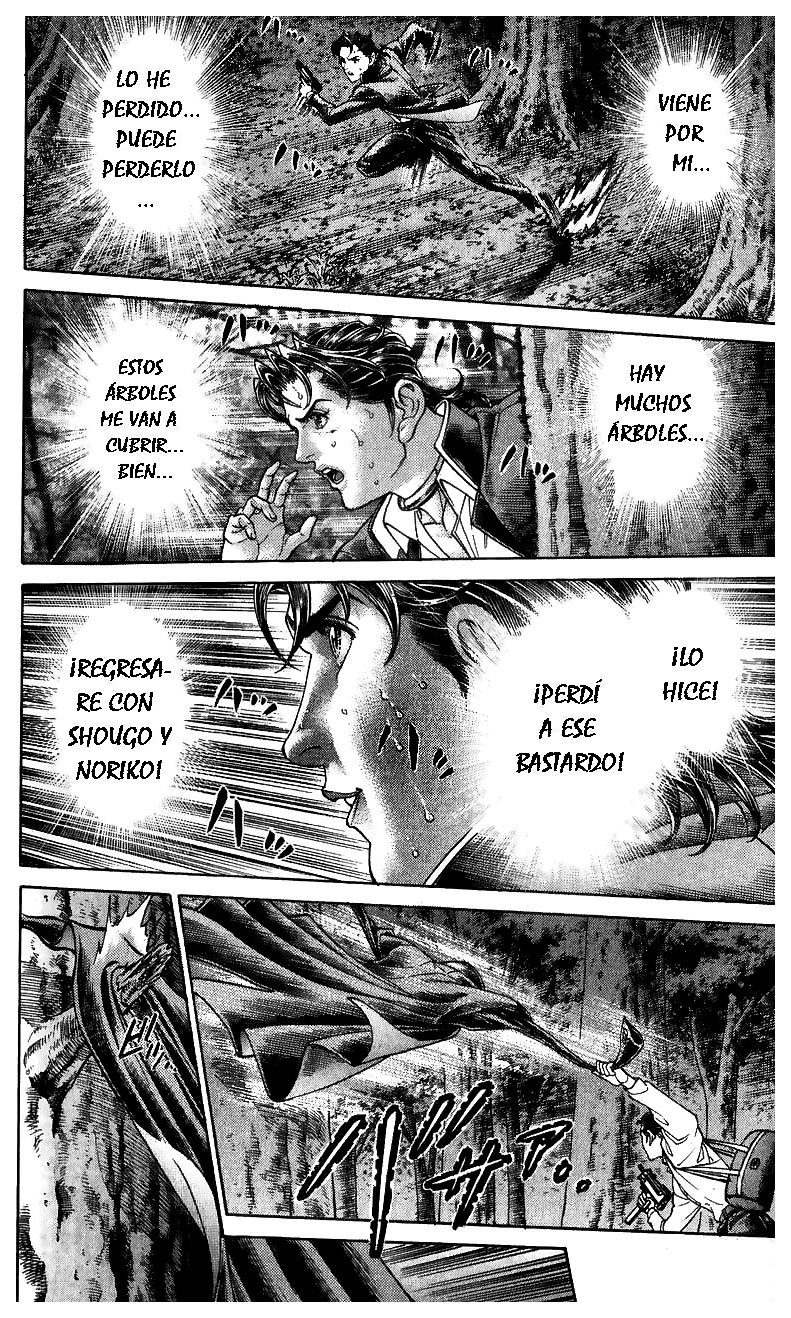 VIENE
POR
MI...
LO HE
PERDIDO...
PUEDE
PERDERLO
...
HAY
MUCHOS
ÁRBOLES...
ESTOS
ÁRBOLES
ME VAN A
CUBRIR...
BIEN...
¡LO
HICE!
¡PERDÍ
A ESE
BASTARDO!
¡REGRESA-
RE CON
SHOUGO Y
NORIKO!